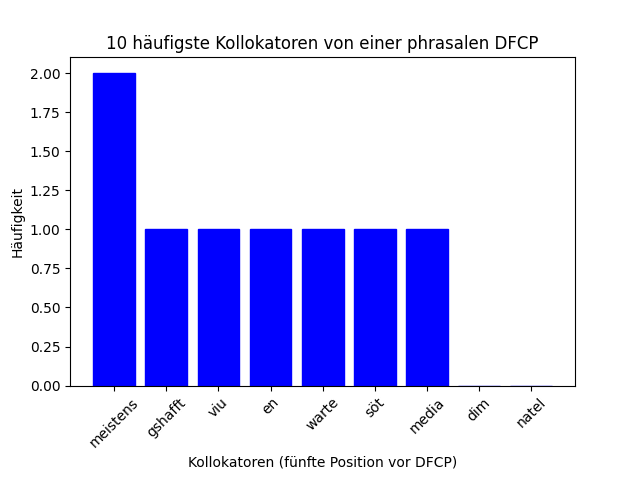 10 häufigste Kollokatoren von einer phrasalen DFCP
Häufigkeit
2.00
1.75
1.50
1.25
1.00
0.75
0.50
0.25
0.00
meistens
gshafft
viu
en
warte
söt
media
dim
natel
Kollokatoren (fünfte Position vor DFCP)